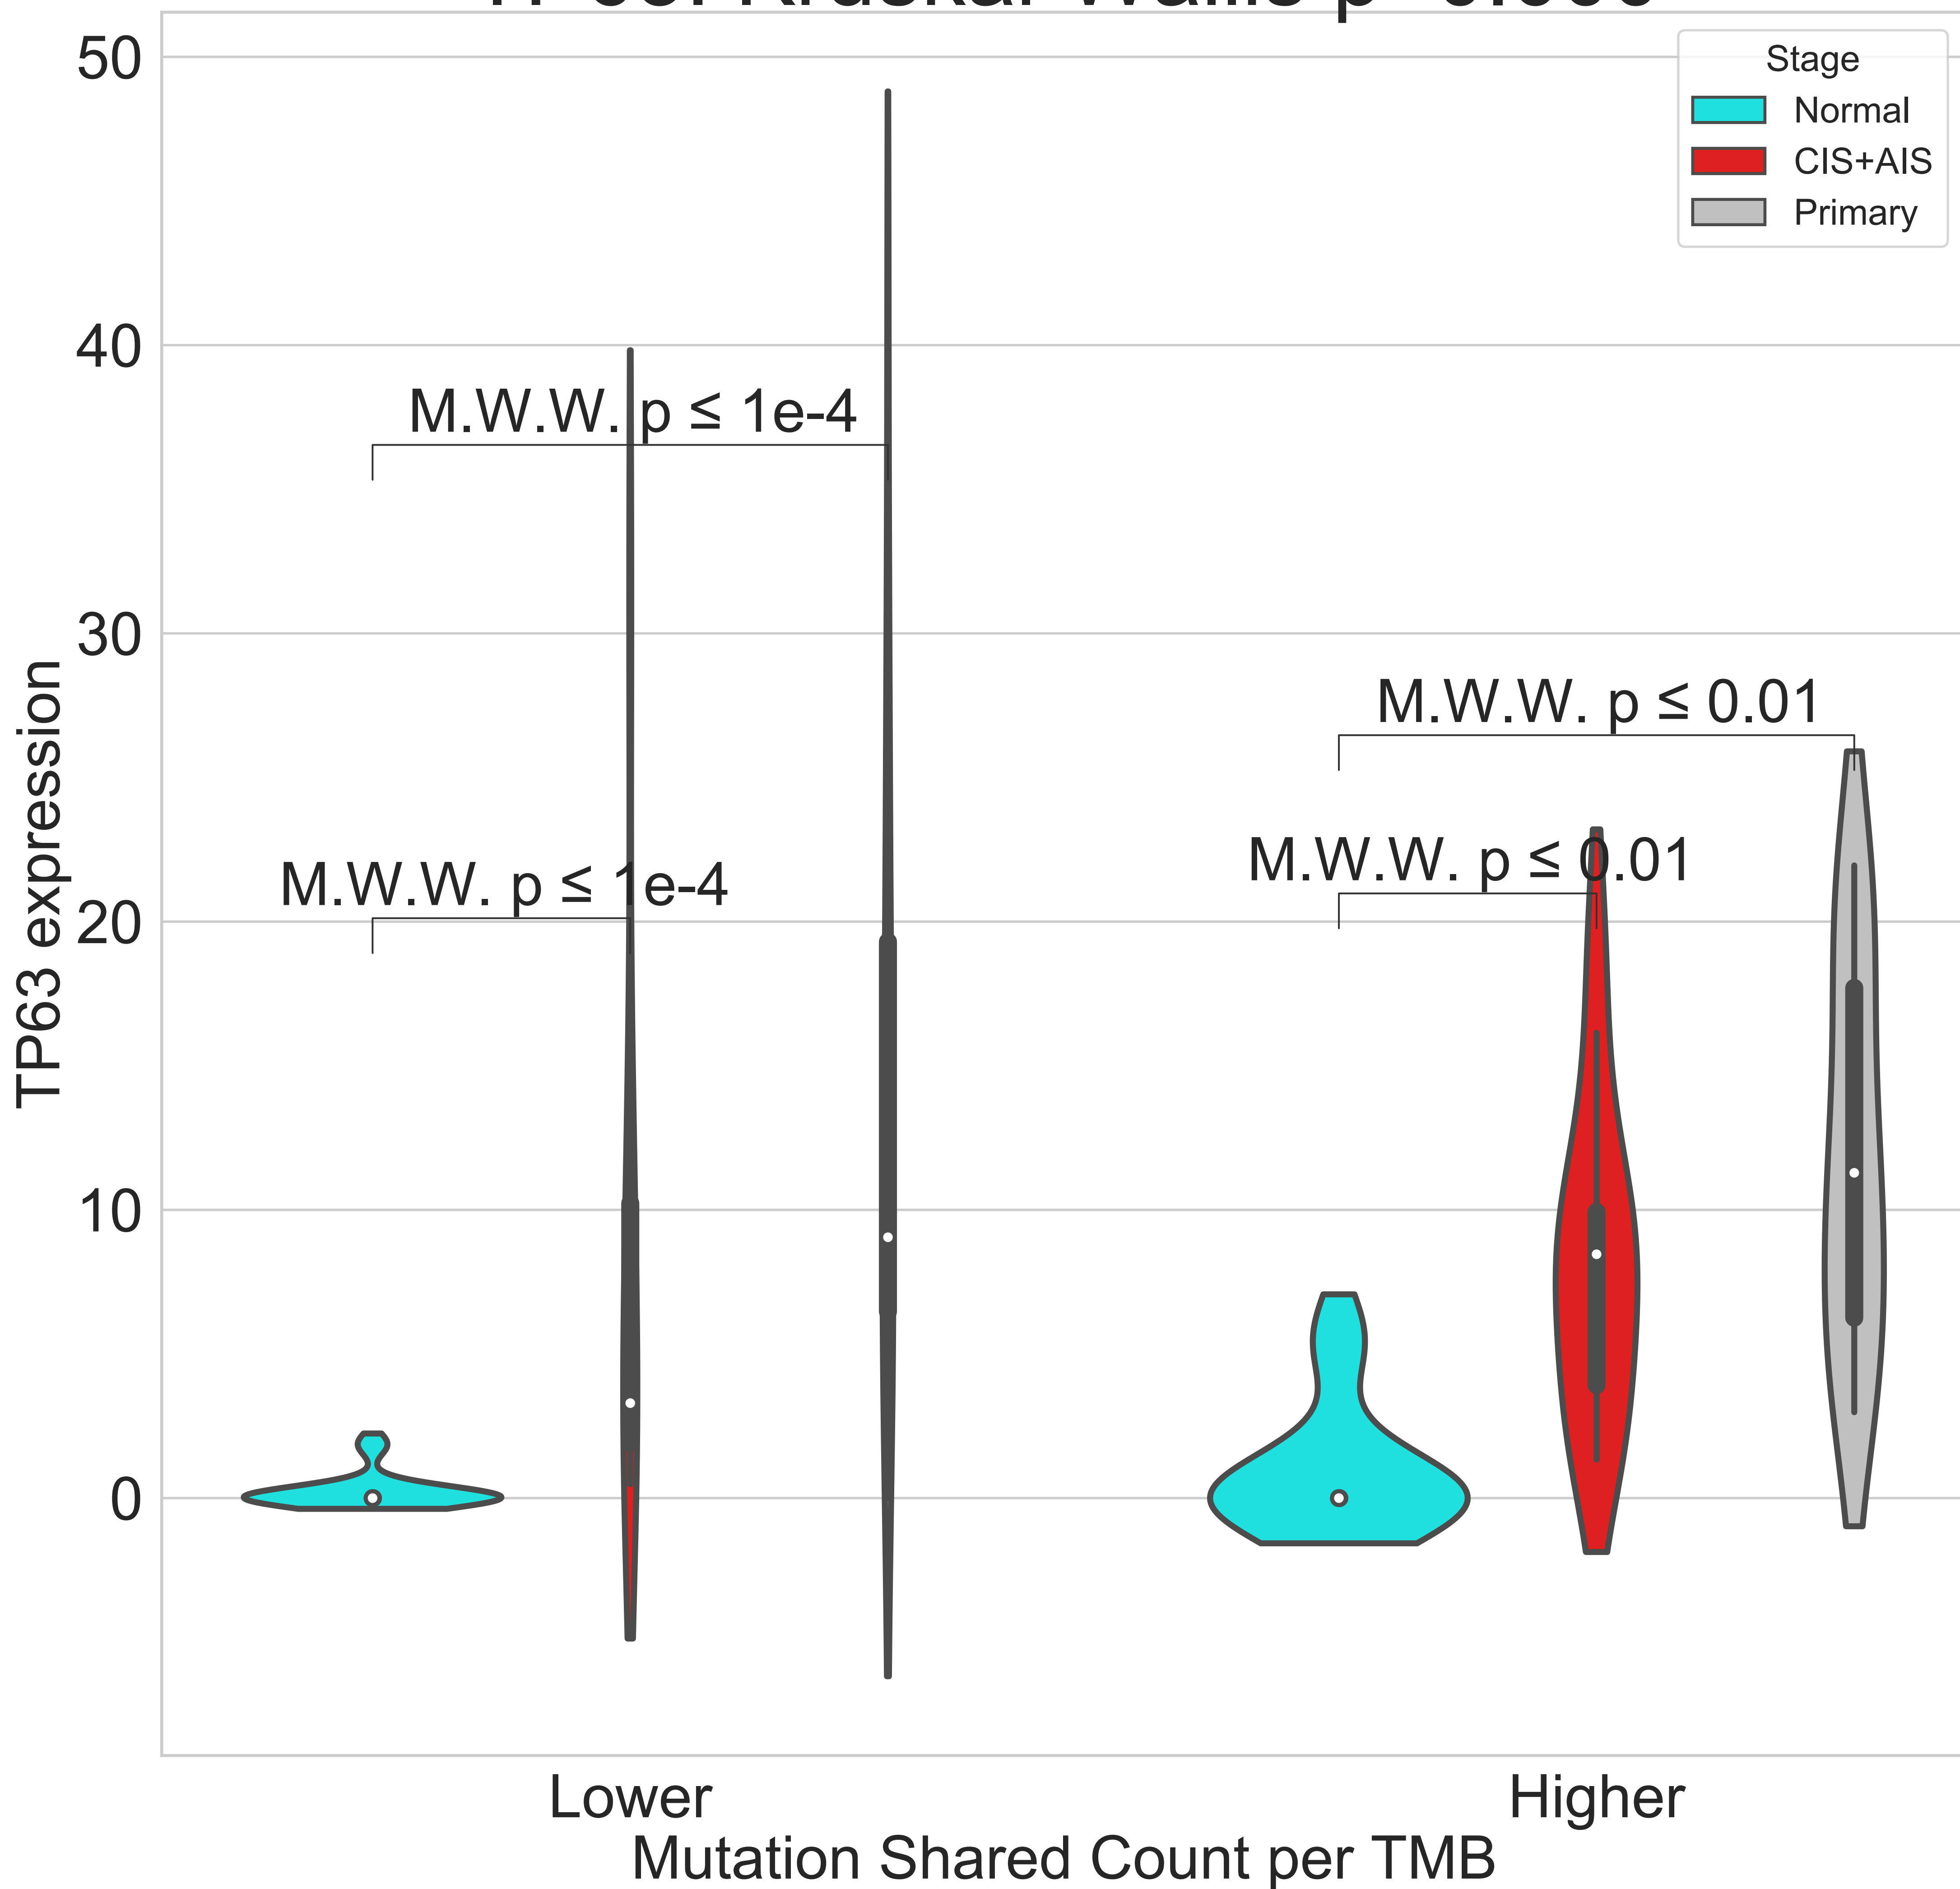 50
40
30
20
10
0
TP63 expression
Stage
Normal
CIS+AIS
Primary
M.W.W. p ≤ 1e-4
M.W.W. p ≤ 1e-4
M.W.W. p ≤ 0.01
M.W.W. p ≤ 0.01
Lower
Higher
Mutation Shared Count per TMB